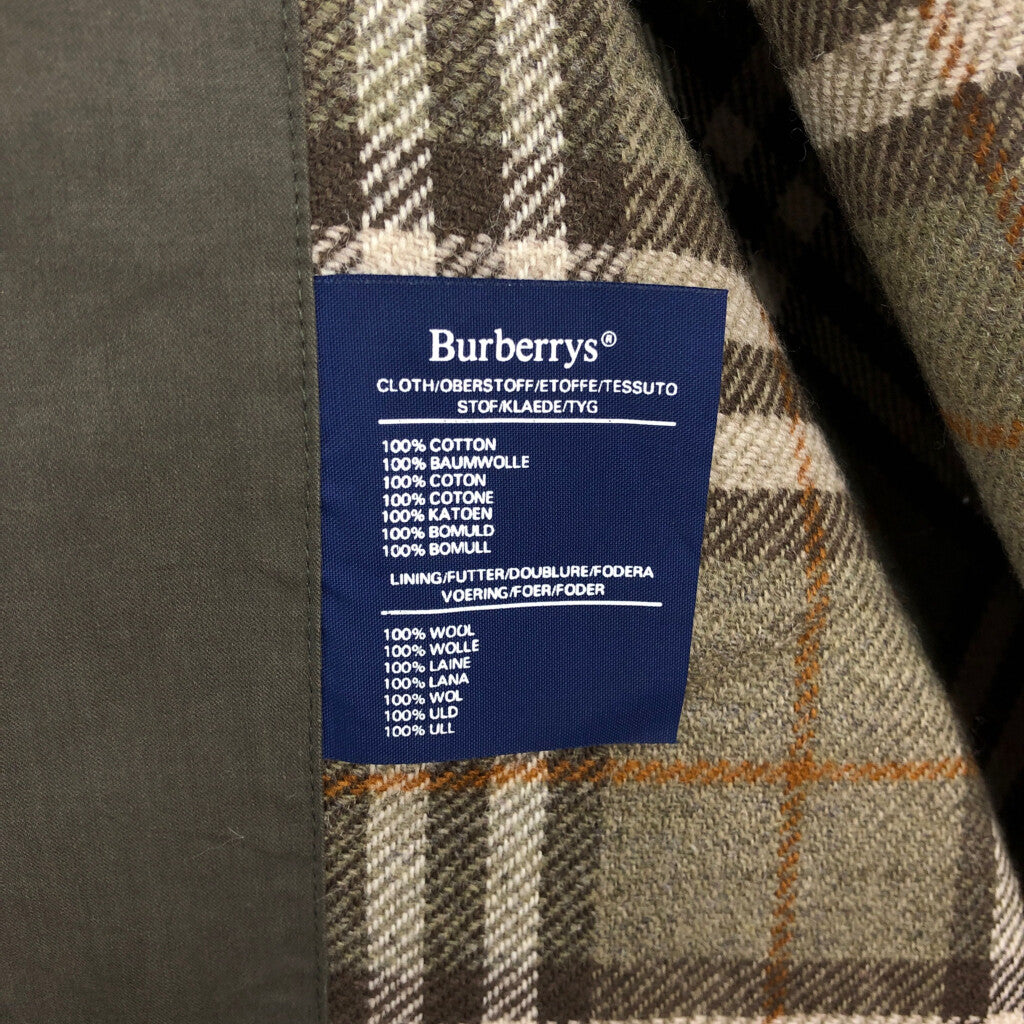 Burberrys®
CLOTH/OBERSTOFF/ETOFFE/TESSUTO
STOF/KLAEDE/TYG
100% COTTON
100% BAUMWOLLE
100% COTON
100% COTONE
100% KATOEN
100% BOMULD
100% BOMULL
LINING/FUTTER/DOUBLURE/FODERA
VOERING/FOER/FODER
100% WOOL
100% WOLLE
100% LAINE
100% LANA
100% WOL
100% ULD
100% ULL